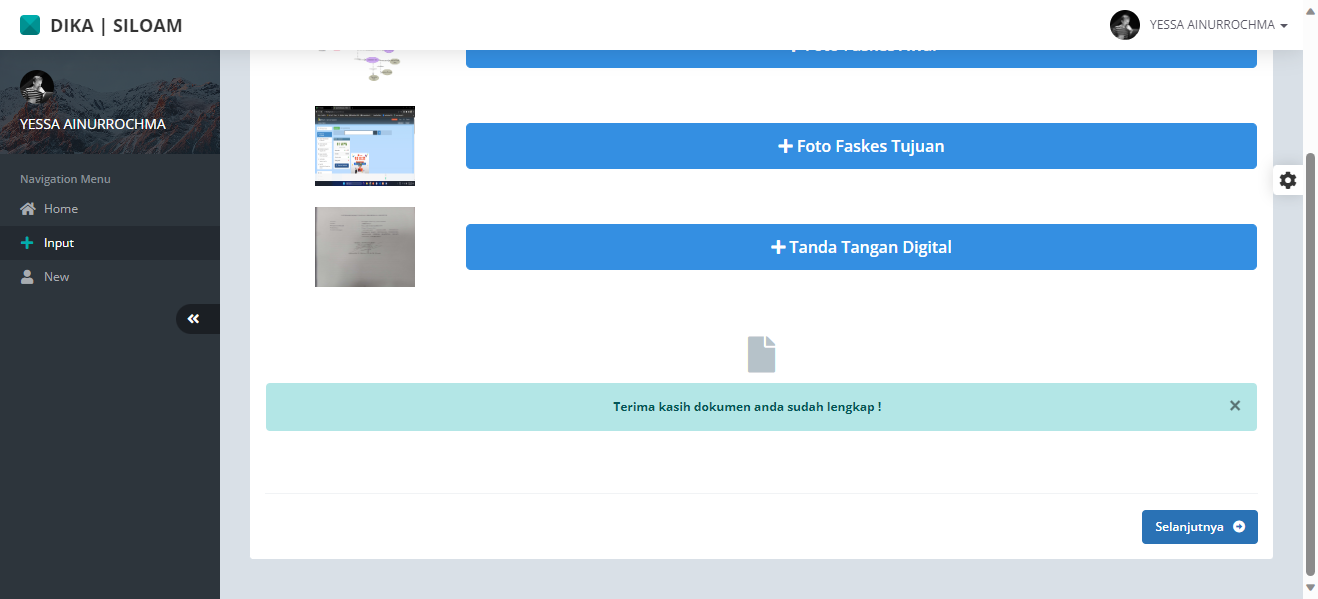 DIKA | SILOAM
YESSA AINURROCHMA
YESSA AINURROCHMA
Navigation Menu
Home
Input
New
Foto Faskes Tujuan
Tanda Tangan Digital
Terima kasih dokumen anda sudah lengkap !
Selanjutnya